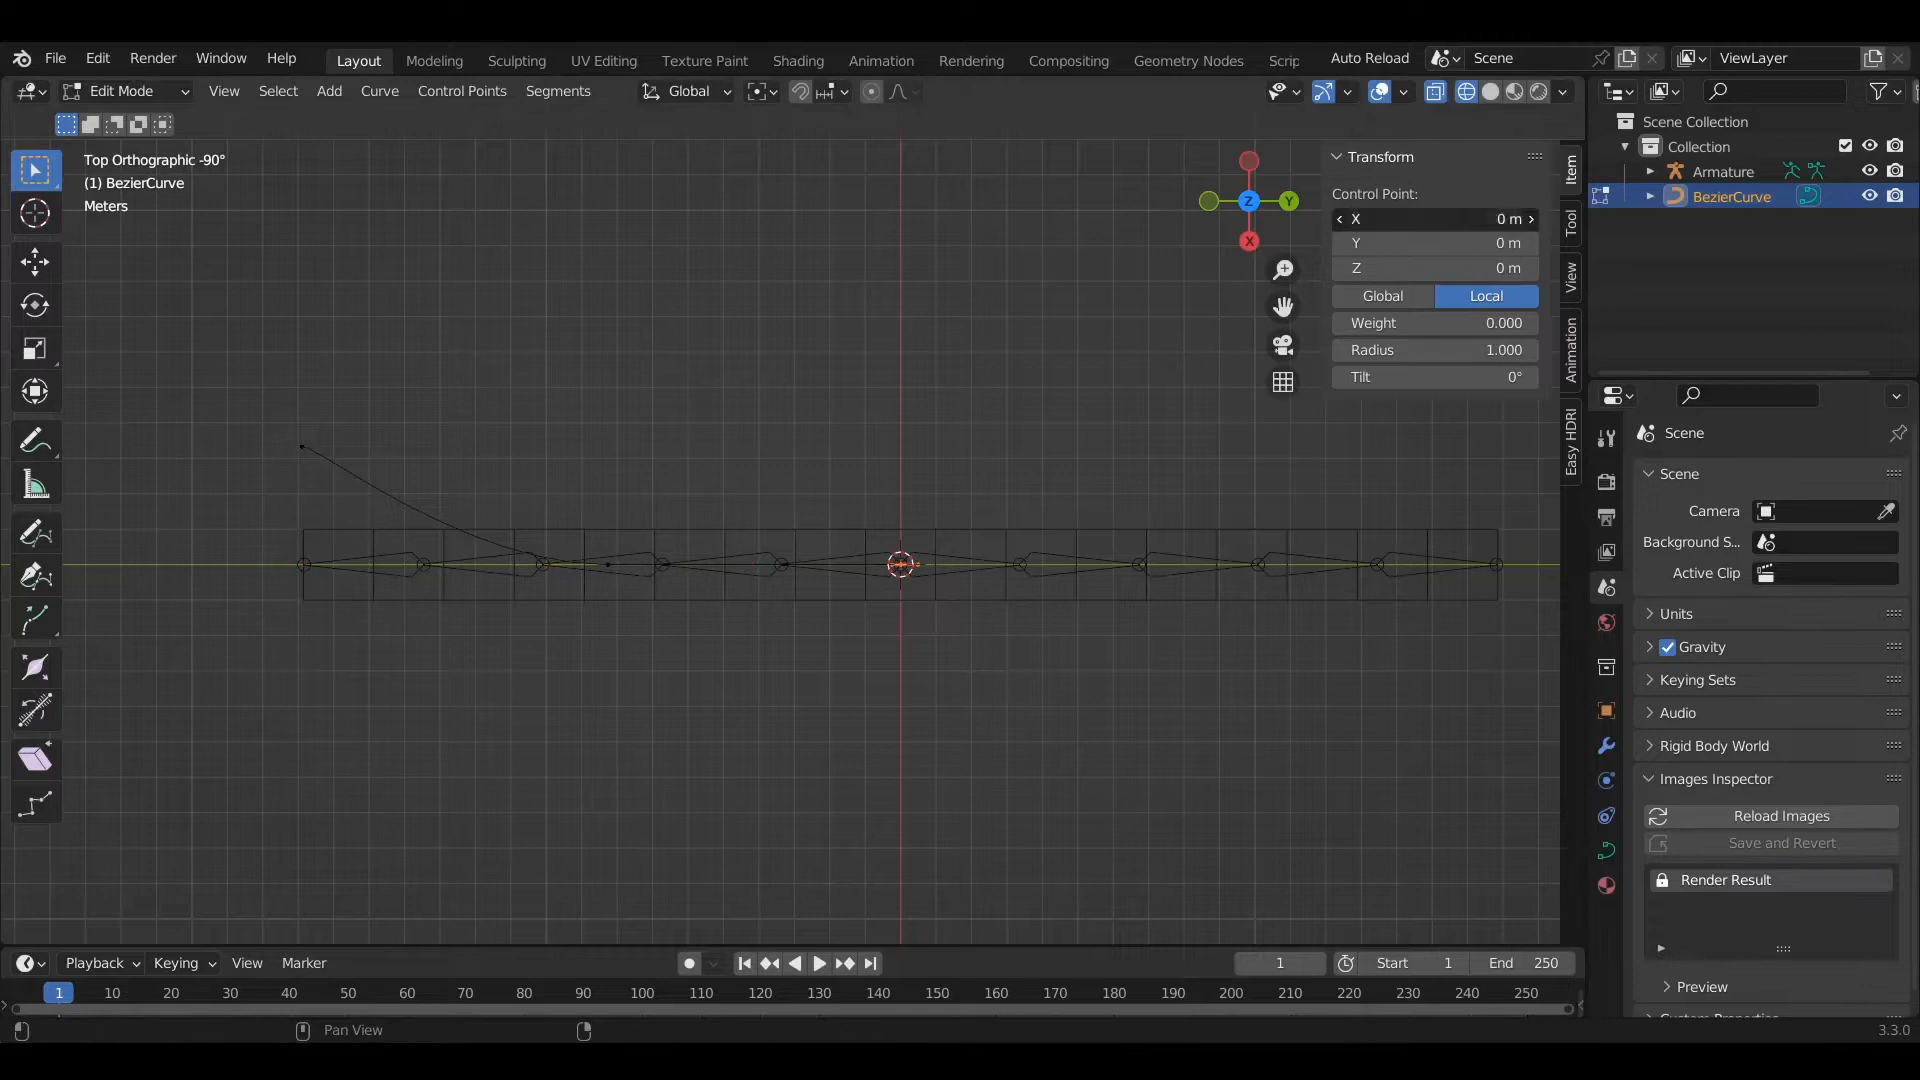 File Edit Render Window Help Layout Modeling Sculpting UV Editing Texture Paint Shading Animation Rendering Compositing Geometry Nodes Scrip Auto Reload Scene ViewLayer
Edit Mode View Select Add Curve Control Points Segments Global
Top Orthographic -90°
(1) BezierCurve
Meters
Z
Y
X
Transform
Control Point:
X 0 m
Y 0 m
Z 0 m
Global Local
Weight 0.000
Radius 1.000
Tilt 0°
Item
Tool
View
Animation
Easy HDRI
Scene Collection
Collection
Armature
BezierCurve
Scene
Scene
Camera
Background S...
Active Clip
Units
Gravity
Keying Sets
Audio
Rigid Body World
Images Inspector
Reload Images
Save and Revert
Render Result
Preview
Playback Keying View Marker 1 Start 1 End 250
1 10 20 30 40 50 60 70 80 90 100 110 120 130 140 150 160 170 180 190 200 210 220 230 240 250
Pan View
3.3.0